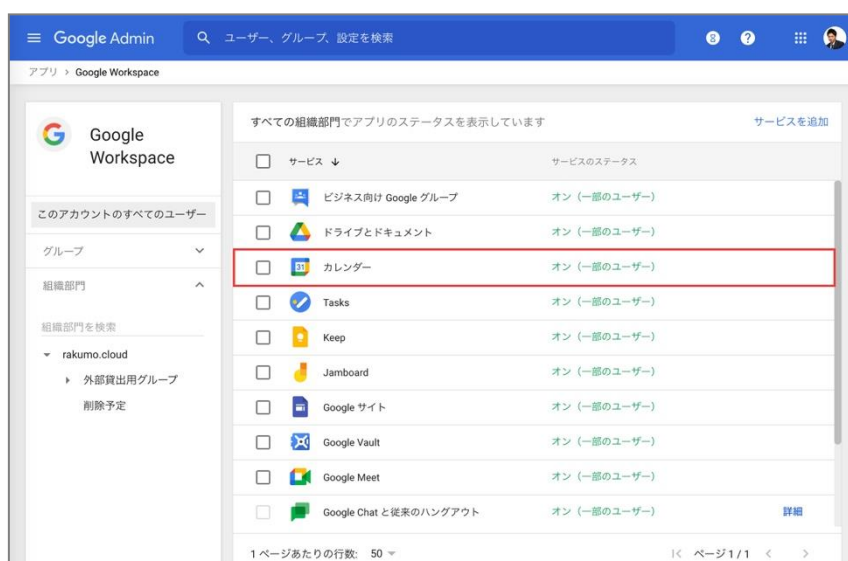 Google Admin
ユーザー、グループ、設定を検索
8
?
アプリ > Google Workspace
Google
Workspace
このアカウントのすべてのユーザー
グループ
組織部門
組織部門を検索
rakumo.cloud
外部貸出用グループ
削除予定
すべての組織部門でアプリのステータスを表示しています
サービスを追加
サービス ↓ サービスのステータス
ビジネス向け Google グループ オン（一部のユーザー）
ドライブとドキュメント オン（一部のユーザー）
31 カレンダー オン（一部のユーザー）
Tasks オン（一部のユーザー）
Keep オン（一部のユーザー）
Jamboard オン（一部のユーザー）
Google サイト オン（一部のユーザー）
Google Vault オン（一部のユーザー）
Google Meet オン（一部のユーザー）
Google Chat と従来のハングアウト オン（一部のユーザー） 詳細
1 ページあたりの行数: 50 ページ 1 / 1